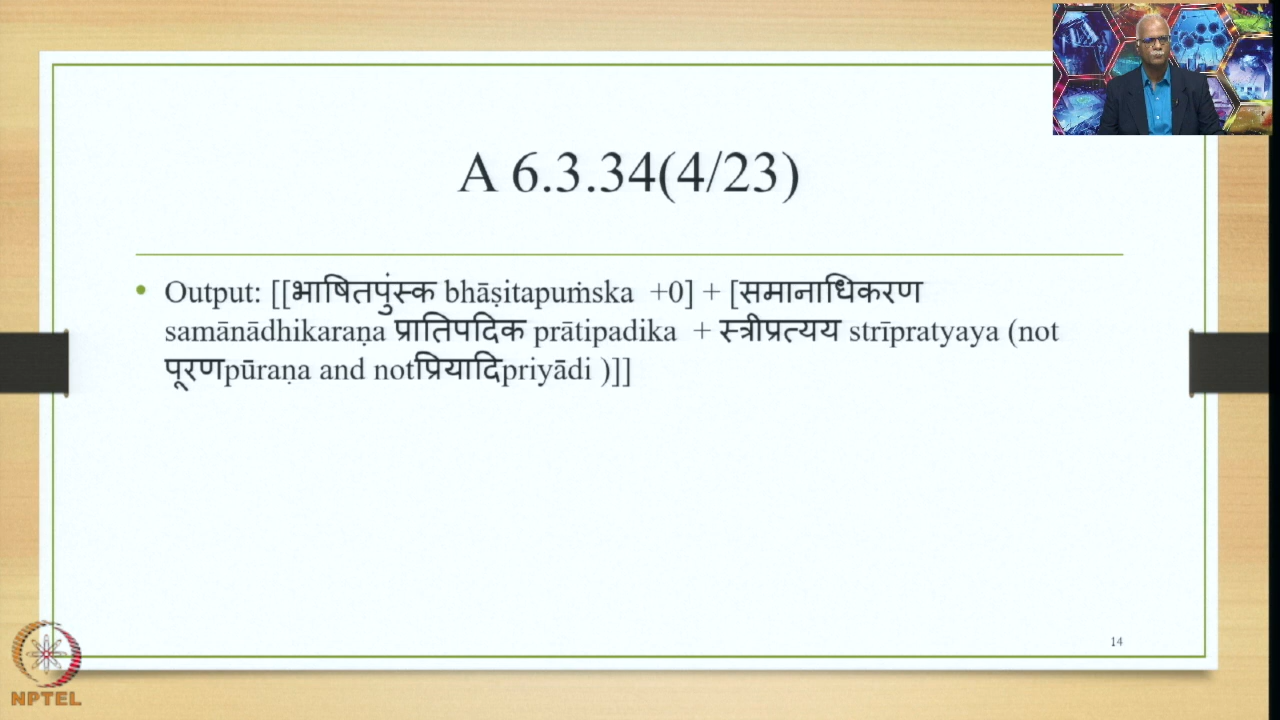 A 6.3.34(4/23)
• Output: [[भाषितपुंस्क bhāṣitapuṁska +0] + [समानाधिकरण
samānādhikaraṇa प्रातिपदिक prātipadika + स्त्रीप्रत्यय strīpratyaya (not
पूरणpūraṇa and notप्रियादिpriyādi )]]
14
NPTEL